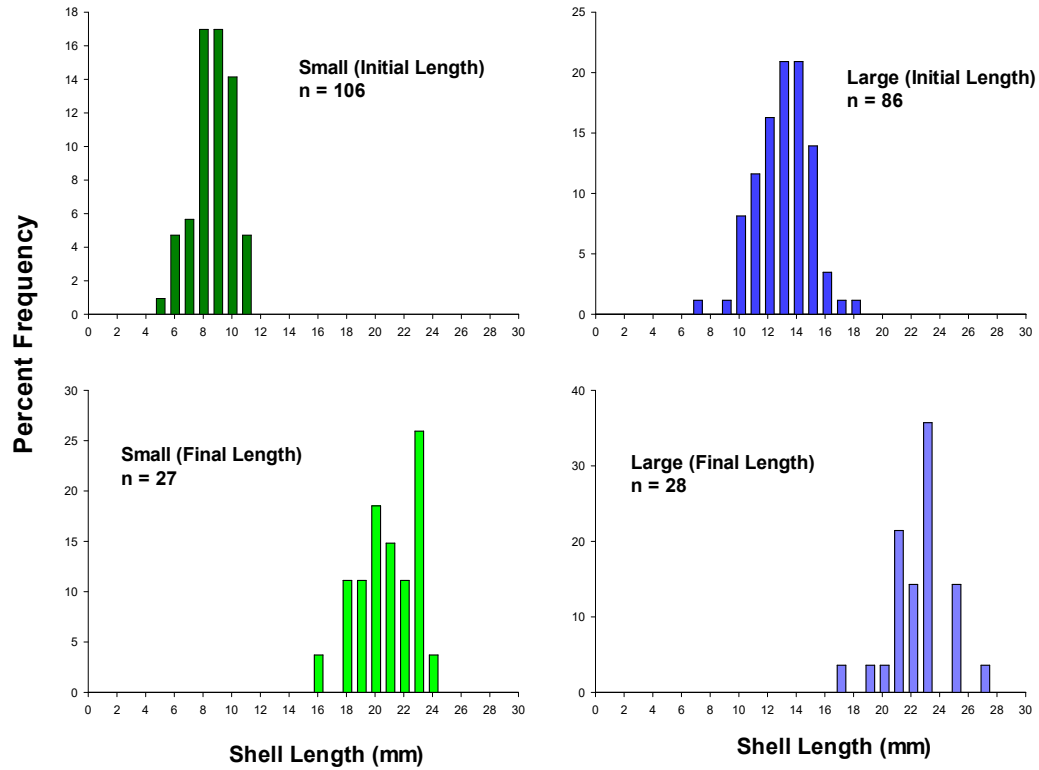 Percent Frequency
18
16
14
12
10
8
6
4
2
0
0 2 4 6 8 10 12 14 16 18 20 22 24 26 28 30
Small (Initial Length)
n = 106
25
20
15
10
5
0
0 2 4 6 8 10 12 14 16 18 20 22 24 26 28 30
Large (Initial Length)
n = 86
30
25
20
15
10
5
0
0 2 4 6 8 10 12 14 16 18 20 22 24 26 28 30
Small (Final Length)
n = 27
Shell Length (mm)
40
30
20
10
0
0 2 4 6 8 10 12 14 16 18 20 22 24 26 28 30
Large (Final Length)
n = 28
Shell Length (mm)